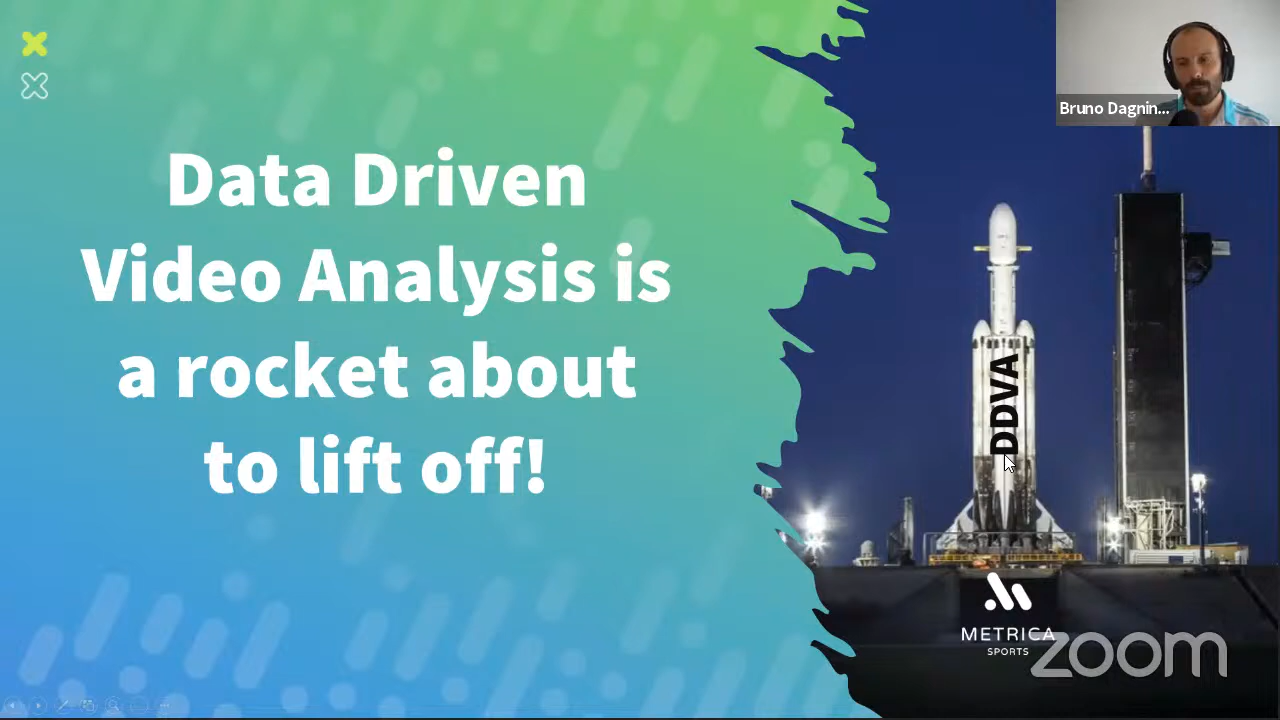 Data Driven
Video Analysis is
a rocket about
to lift off!
Bruno Dagnin...
DDVA
METRICA
SPORTS
zoom